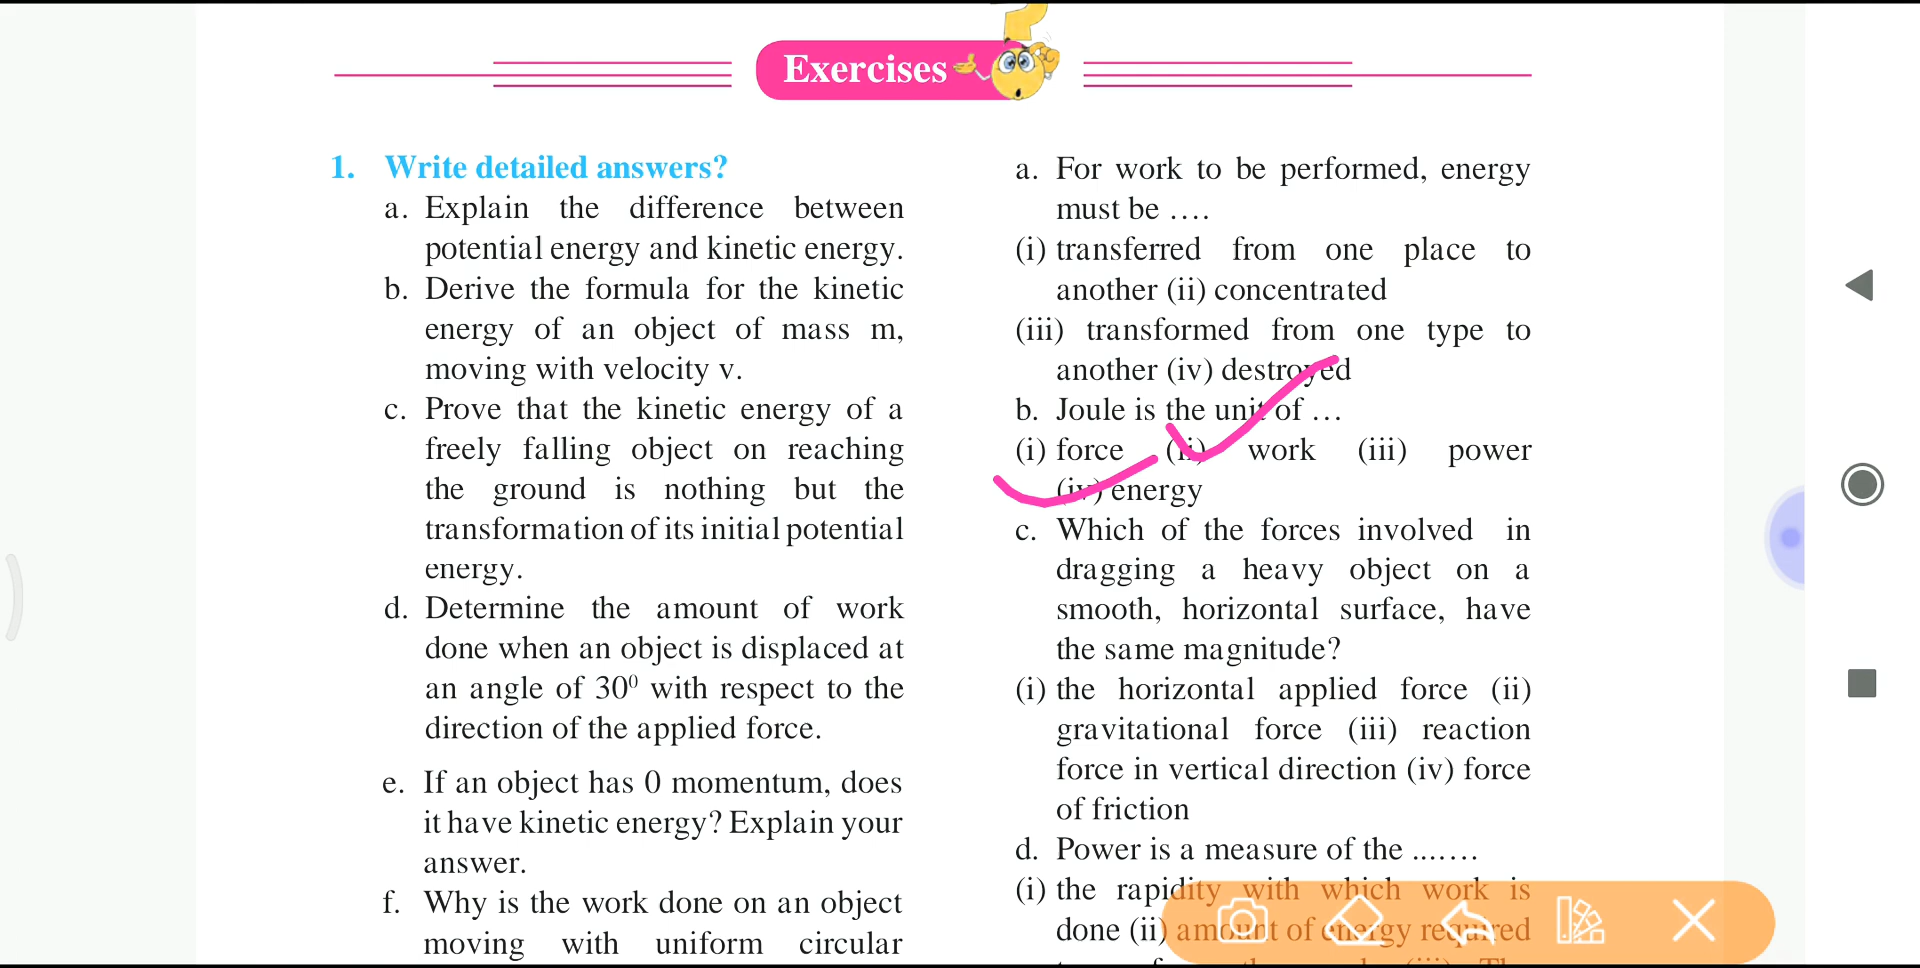 Exercises
1. Write detailed answers?
a. Explain the difference between
potential energy and kinetic energy.
b. Derive the formula for the kinetic
energy of an object of mass m,
moving with velocity v.
c. Prove that the kinetic energy of a
freely falling object on reaching
the ground is nothing but the
transformation of its initial potential
energy.
d. Determine the amount of work
done when an object is displaced at
an angle of 30⁰ with respect to the
direction of the applied force.
e. If an object has 0 momentum, does
it have kinetic energy? Explain your
answer.
f. Why is the work done on an object
moving with uniform circular
a. For work to be performed, energy
must be ....
(i) transferred from one place to
another (ii) concentrated
(iii) transformed from one type to
another (iv) destroyed
b. Joule is the unit of ...
(i) force (ii) work (iii) power
(iv) energy
c. Which of the forces involved in
dragging a heavy object on a
smooth, horizontal surface, have
the same magnitude?
(i) the horizontal applied force (ii)
gravitational force (iii) reaction
force in vertical direction (iv) force
of friction
d. Power is a measure of the .......
(i) the rapidity with which work is
done (ii) amount of energy required